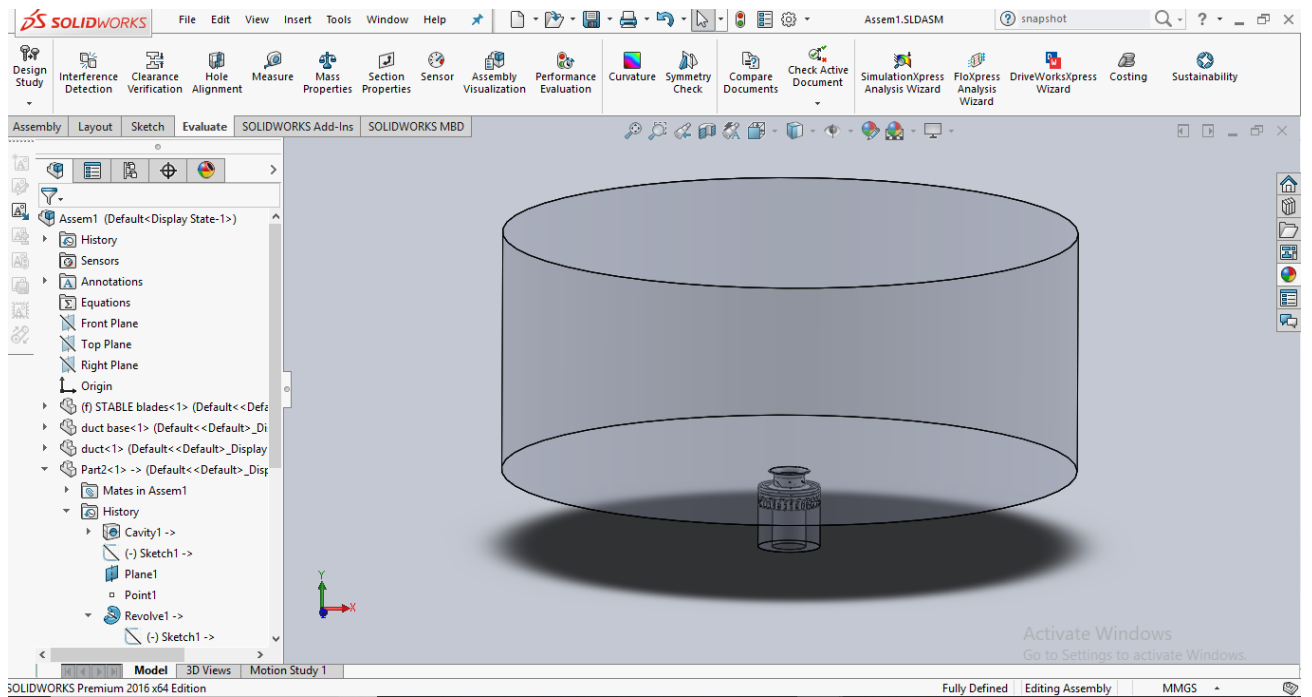 DS SOLIDWORKS File Edit View Insert Tools Window Help Assem1.SLDASM snapshot
Design Study
Interference Detection
Clearance Verification
Hole Alignment
Measure
Mass Properties
Section Properties
Sensor
Assembly Visualization
Performance Evaluation
Curvature
Symmetry Check
Compare Documents
Check Active Document
SimulationXpress Analysis Wizard
FloXpress Analysis Wizard
DriveWorksXpress Wizard
Costing
Sustainability
Assembly Layout Sketch Evaluate SOLIDWORKS Add-Ins SOLIDWORKS MBD
Assem1 (Default<Display State-1>)
History
Sensors
Annotations
Equations
Front Plane
Top Plane
Right Plane
Origin
(f) STABLE blades<1> (Default<<Defa
duct base<1> (Default<<Default>_Di
duct<1> (Default<<Default>_Display
Part2<1> -> (Default<<Default>_Disp
Mates in Assem1
History
Cavity1 ->
(-) Sketch1 ->
Plane1
Point1
Revolve1 ->
(-) Sketch1 ->
Y
X
Activate Windows
Go to Settings to activate Windows.
Model 3D Views Motion Study 1
SOLIDWORKS Premium 2016 x64 Edition Fully Defined Editing Assembly MMGS